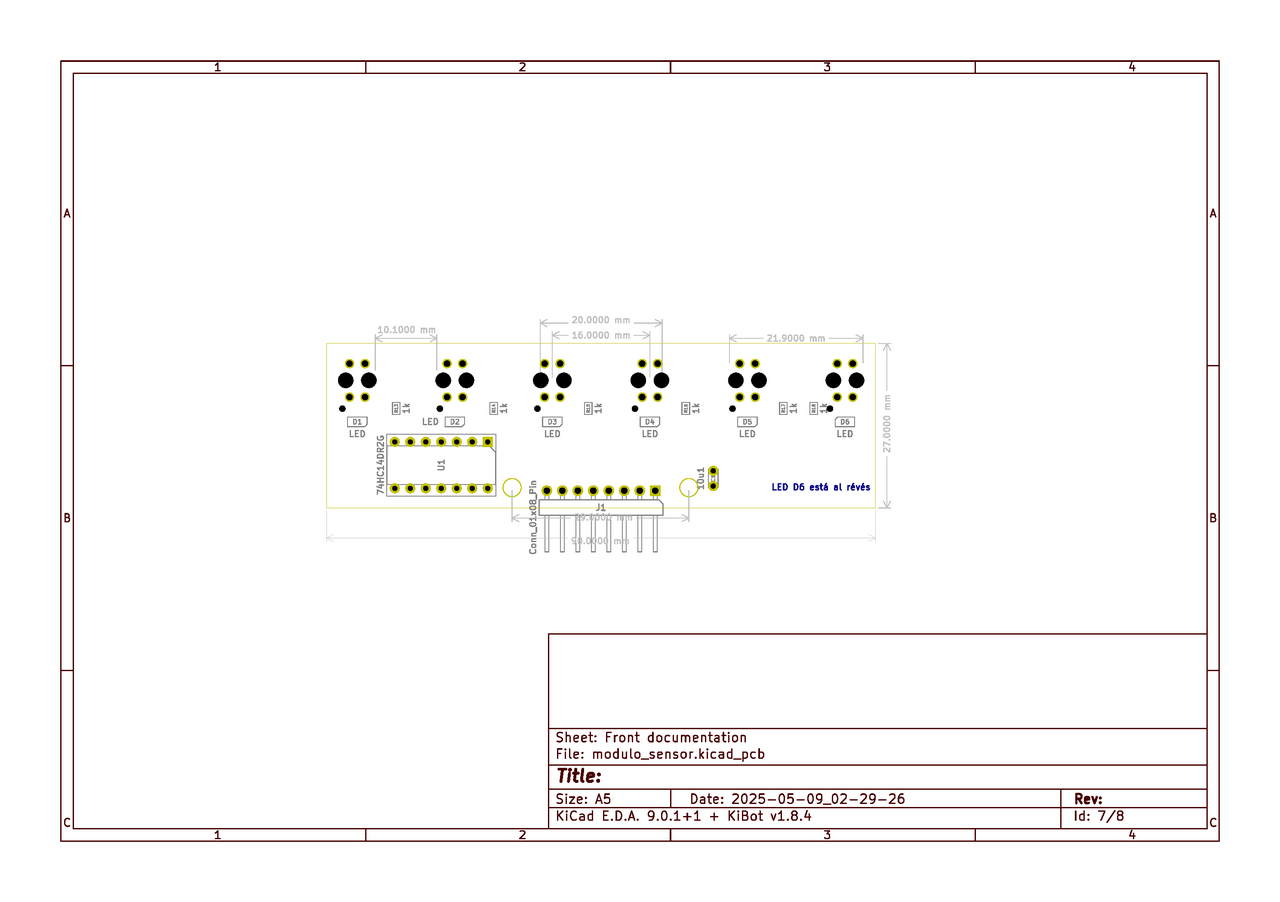 1 2 3 4
A A
20.0000 mm
10.1000 mm
16.0000 mm
21.9000 mm
27.0000 mm
1k 1k 1k 1k 1k 1k
D1 LED D2 D3 D4 D5 D6
LED LED LED LED LED
74HC14DR2G
U1
10u1
LED D6 está al révés
Conn_01x08_Pin
J1
mm
90.0000 mm
B B
Sheet: Front documentation
File: modulo_sensor.kicad_pcb
Title:
Size: A5 Date: 2025-05-09_02-29-26 Rev:
KiCad E.D.A. 9.0.1+1 + KiBot v1.8.4 Id: 7/8
C C
1 2 3 4